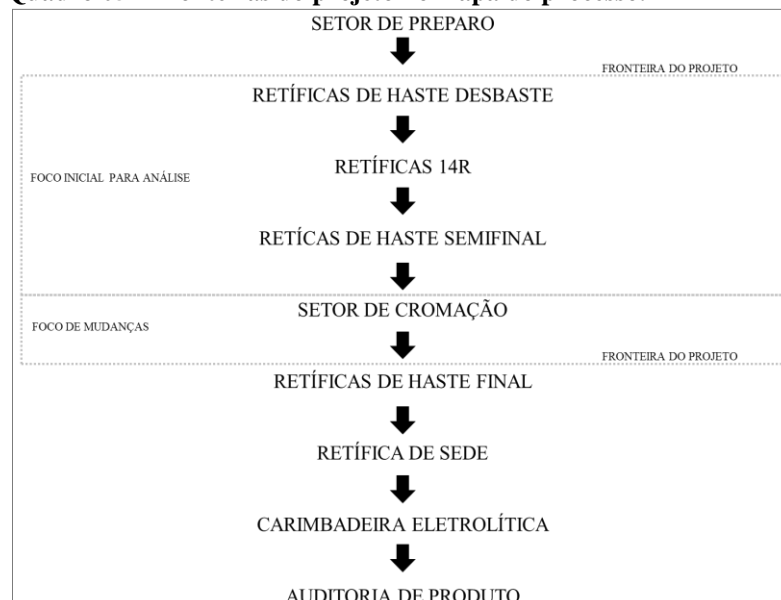 SETOR DE PREPARO
FRONTEIRA DO PROJETO
RETÍFICAS DE HASTE DESBASTE
RETÍFICAS 14R
FOCO INICIAL PARA ANÁLISE
RETÍCAS DE HASTE SEMIFINAL
SETOR DE CROMAÇÃO
FOCO DE MUDANÇAS
FRONTEIRA DO PROJETO
RETÍFICAS DE HASTE FINAL
RETÍFICA DE SEDE
CARIMBADEIRA ELETROLÍTICA
AUDITORIA DE PRODUTO